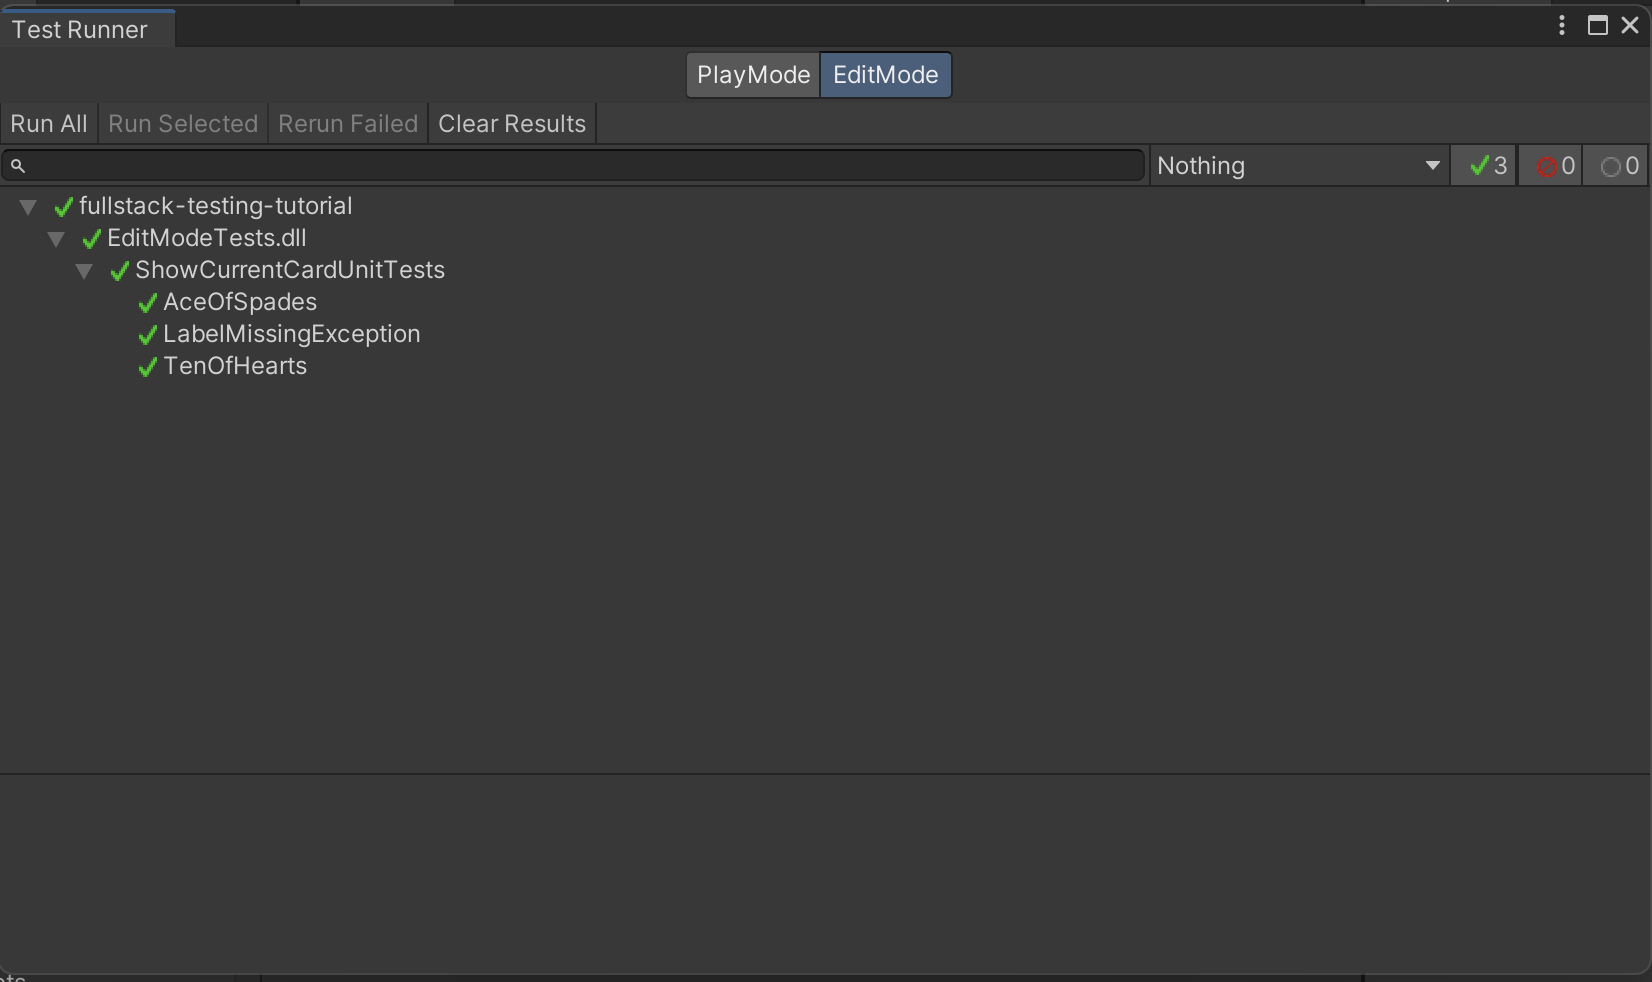 Test Runner
PlayMode EditMode
Run All Run Selected Rerun Failed Clear Results
Nothing 3 0 0
fullstack-testing-tutorial
EditModeTests.dll
ShowCurrentCardUnitTests
AceOfSpades
LabelMissingException
TenOfHearts